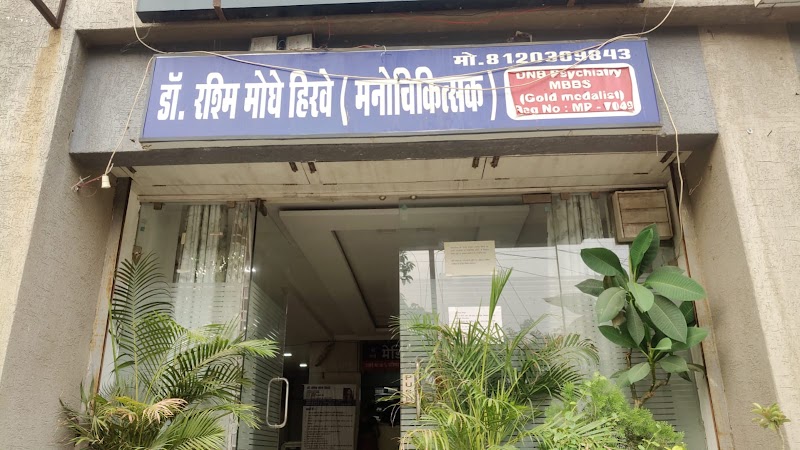 मो.8120309843
डॉ. रश्मि मोघे हिरवे ( मनोचिकित्सक )
DNB Psychiatry
MBBS
(Gold medalist)
Reg No : MP - 7049